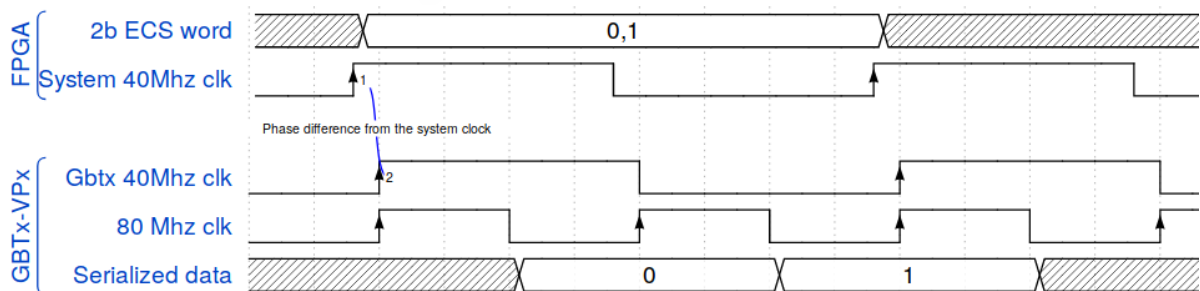 FPGA
2b ECS word
0,1
System 40Mhz clk
1
Phase difference from the system clock
GBTx-VPx
Gbtx 40Mhz clk
2
80 Mhz clk
Serialized data
0 1